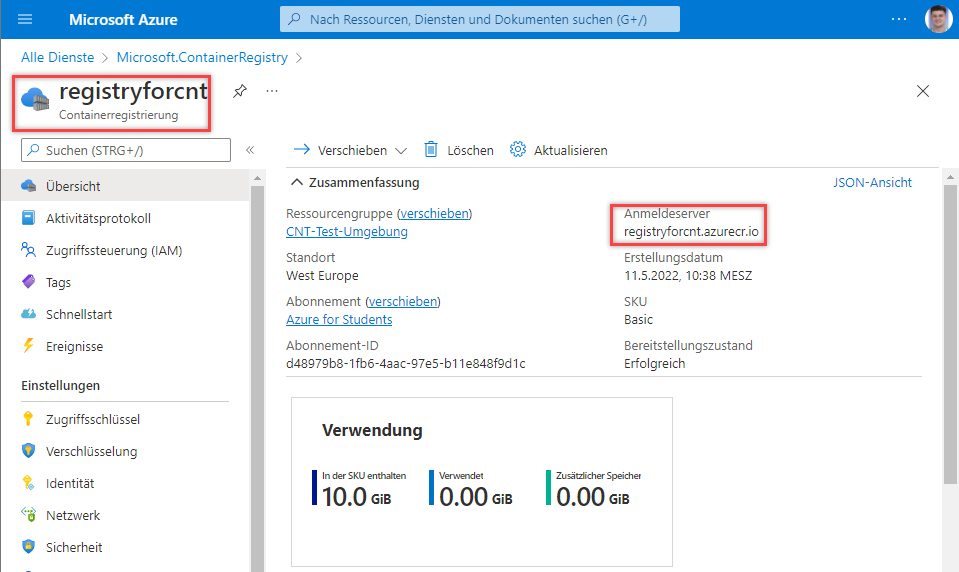 Microsoft Azure
Nach Ressourcen, Diensten und Dokumenten suchen (G+/)
Alle Dienste > Microsoft.ContainerRegistry >
registryforcnt
Containerregistrierung
Suchen (STRG+/)
Übersicht
Aktivitätsprotokoll
Zugriffssteuerung (IAM)
Tags
Schnellstart
Ereignisse
Einstellungen
Zugriffsschlüssel
Verschlüsselung
Identität
Netzwerk
Sicherheit
Verschieben
Löschen
Aktualisieren
Zusammenfassung
JSON-Ansicht
Ressourcengruppe (verschieben)
CNT-Test-Umgebung
Standort
West Europe
Abonnement (verschieben)
Azure for Students
Abonnement-ID
d48979b8-1fb6-4aac-97e5-b11e848f9d1c
Anmeldeserver
registryforcnt.azurecr.io
Erstellungsdatum
11.5.2022, 10:38 MESZ
SKU
Basic
Bereitstellungszustand
Erfolgreich
Verwendung
In der SKU enthalten
10.0 GiB
Verwendet
0.00 GiB
Zusätzlicher Speicher
0.00 GiB